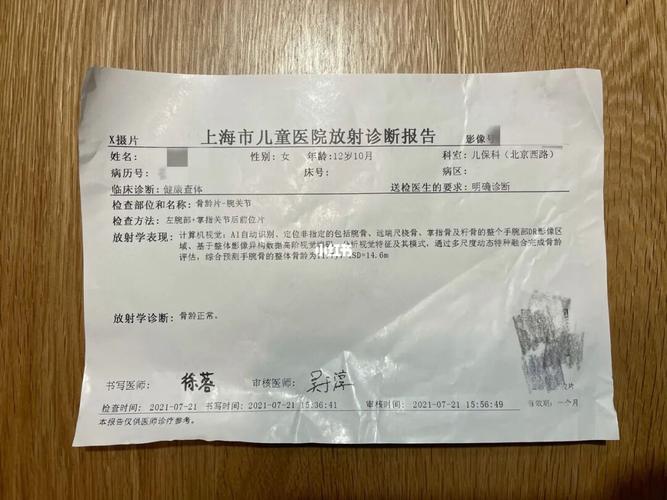 X摄片 上海市儿童医院放射诊断报告 影像号
姓名: 性别: 女 年龄:12岁10月 科室: 儿保科 (北京西路)
病历号: 床号: 病区:
临床诊断: 健康查体 送检医生的要求: 明确诊断
检查部位和名称: 骨龄片-腕关节
检查方法: 左腕部+掌指关节后前位片
放射学表现: 计算机视觉: AI自动识别、定位非指定的包括腕骨、远端尺桡骨、掌指骨及籽骨的整个手腕部DR影像区
域、基于整体影像异构数据高阶视觉 分析视觉特征及其模式, 通过多尺度动态特种融合完成骨龄
评估, 综合预测手腕骨的整体骨龄为 SD=14.6m
小红书
放射学诊断: 骨龄正常。
书写医师: 徐蓉 审核医师:
检查时间: 2021-07-21 书写时间: 2021-07-21 15:36:41 审核时间: 2021-07-21 15:56:49 有效期: 一个月
本报告仅供医师诊疗参考。